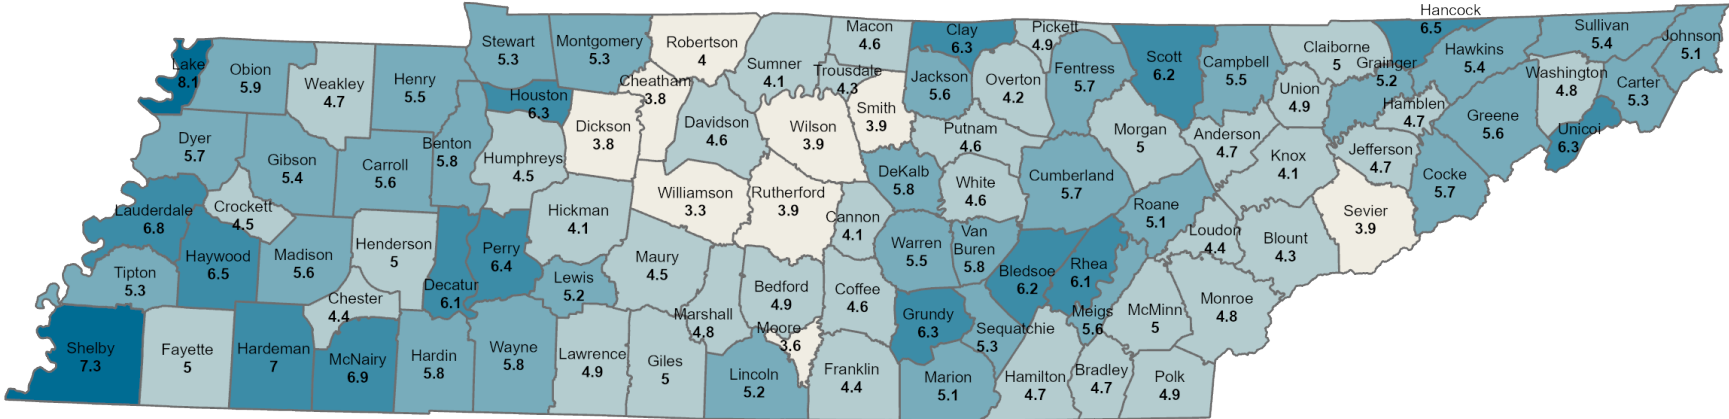 Lake
8.1
Obion
5.9
Weakley
4.7
Henry
5.5
Stewart
5.3
Montgomery
5.3
Robertson
4
Sumner
4.1
Macon
4.6
Trousdale
4.3
Clay
6.3
Pickett
4.9
Scott
6.2
Campbell
5.5
Claiborne
5
Hancock
6.5
Hawkins
5.4
Sullivan
5.4
Johnson
5.1
Carter
5.3
Washington
4.8
Unicoi
6.3
Greene
5.6
Grainger
5.2
Hamblen
4.7
Union
4.9
Fentress
5.7
Overton
4.2
Jackson
5.6
Smith
3.9
Wilson
3.9
Davidson
4.6
Cheatham
3.8
Dickson
3.8
Houston
6.3
Humphreys
4.5
Benton
5.8
Carroll
5.6
Gibson
5.4
Dyer
5.7
Lauderdale
6.8
Crockett
4.5
Haywood
6.5
Madison
5.6
Henderson
5
Decatur
6.1
Perry
6.4
Hickman
4.1
Williamson
3.3
Rutherford
3.9
Cannon
4.1
DeKalb
5.8
Putnam
4.6
White
4.6
Cumberland
5.7
Morgan
5
Anderson
4.7
Knox
4.1
Jefferson
4.7
Cocke
5.7
Sevier
3.9
Blount
4.3
Loudon
4.4
Roane
5.1
Rhea
6.1
Bledsoe
6.2
Van
Buren
5.8
Warren
5.5
Coffee
4.6
Bedford
4.9
Maury
4.5
Lewis
5.2
Marshall
4.8
Moore
3.6
Tipton
5.3
Shelby
7.3
Fayette
5
Hardeman
7
Chester
4.4
McNairy
6.9
Hardin
5.8
Wayne
5.8
Lawrence
4.9
Giles
5
Lincoln
5.2
Franklin
4.4
Grundy
6.3
Sequatchie
5.3
Marion
5.1
Hamilton
4.7
Meigs
5.6
McMinn
5
Monroe
4.8
Bradley
4.7
Polk
4.9